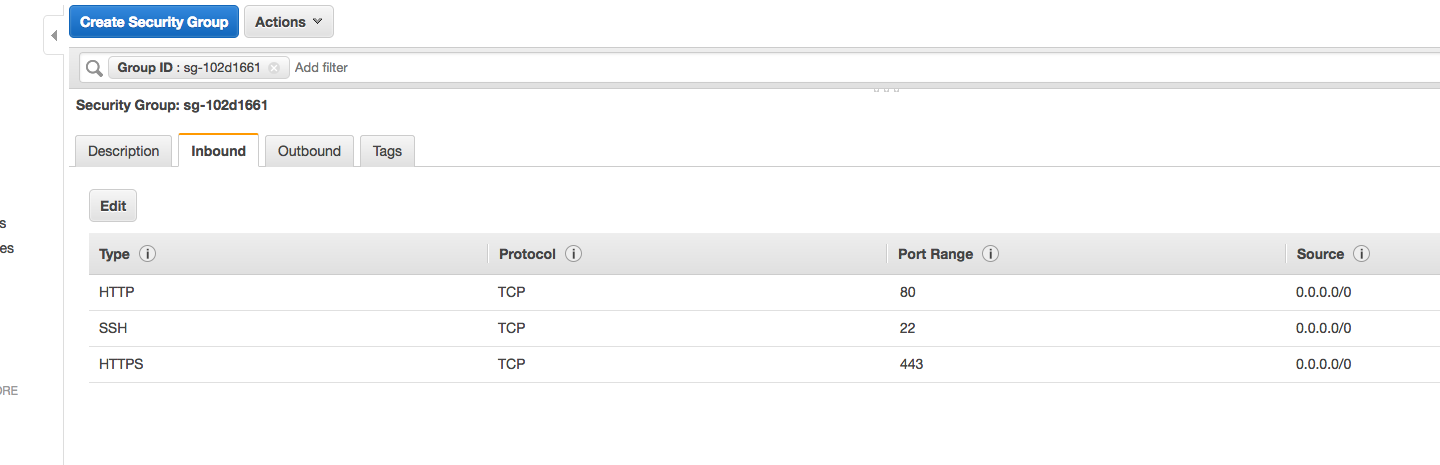 Create Security Group Actions
Group ID : sg-102d1661 Add filter
Security Group: sg-102d1661
Description Inbound Outbound Tags
Edit
s
es
Type Protocol Port Range Source
HTTP TCP 80 0.0.0.0/0
SSH TCP 22 0.0.0.0/0
HTTPS TCP 443 0.0.0.0/0
ORE